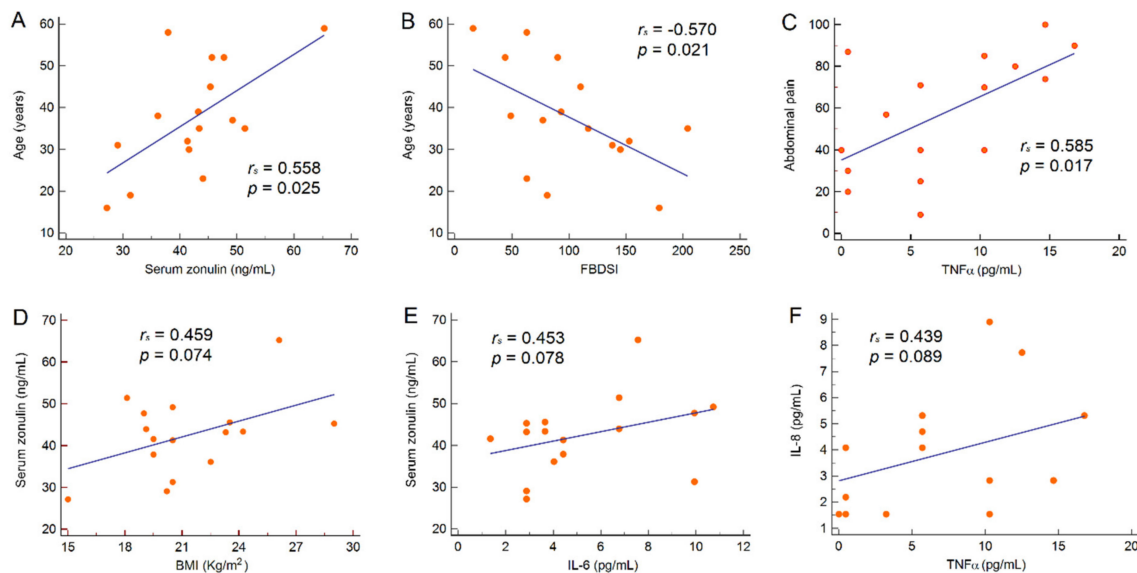 A
Age (years)
60
50
40
30
20
10
r_s = 0.558
p = 0.025
20 30 40 50 60 70
Serum zonulin (ng/mL)
B
Age (years)
60
50
40
30
20
10
r_s = -0.570
p = 0.021
0 50 100 150 200 250
FBDSI
C
Abdominal pain
100
80
60
40
20
0
r_s = 0.585
p = 0.017
0 5 10 15 20
TNFα (pg/mL)
D
Serum zonulin (ng/mL)
70
60
50
40
30
20
r_s = 0.459
p = 0.074
15 18 21 24 27 30
BMI (Kg/m²)
E
Serum zonulin (ng/mL)
70
60
50
40
30
20
r_s = 0.453
p = 0.078
0 2 4 6 8 10 12
IL-6 (pg/mL)
F
IL-8 (pg/mL)
9
8
7
6
5
4
3
2
1
r_s = 0.439
p = 0.089
0 5 10 15 20
TNFα (pg/mL)